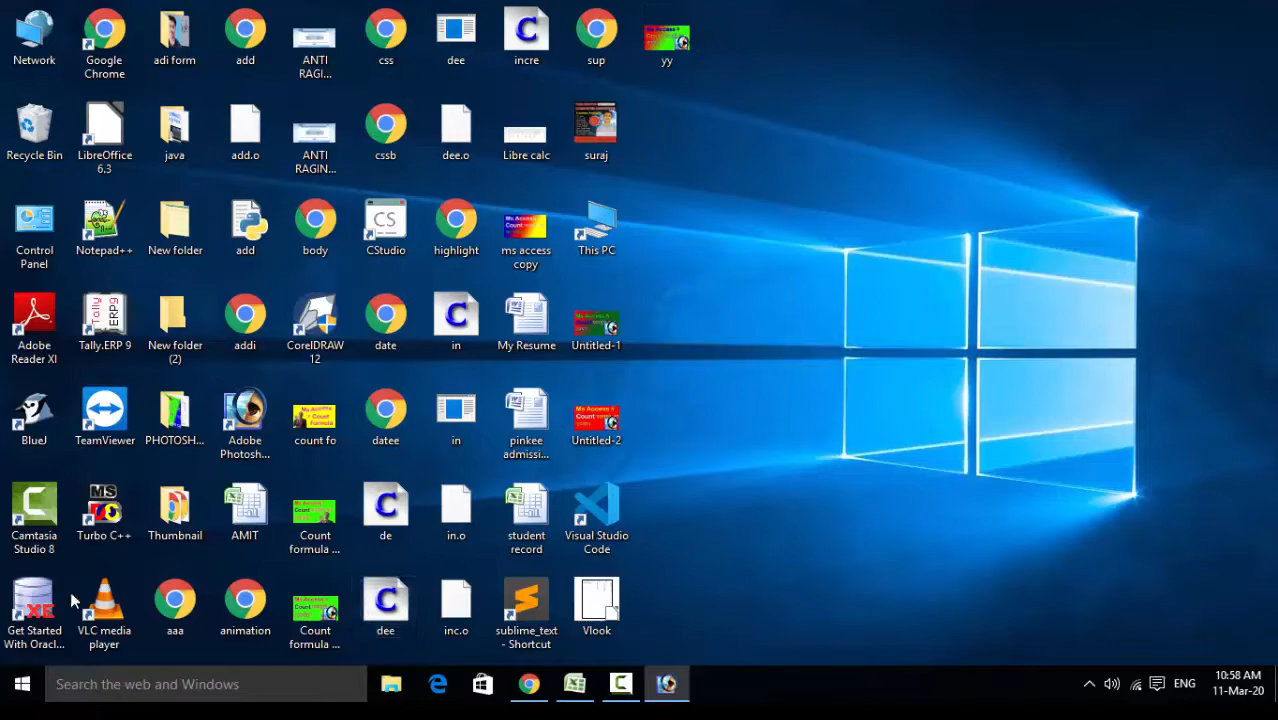 Network
Google
Chrome
adi form
add
ANTI
RAGI...
css
dee
incre
sup
yy
Recycle Bin
LibreOffice
6.3
java
add.o
ANTI
RAGIN...
cssb
dee.o
Libre calc
suraj
Control
Panel
Notepad++
New folder
add
body
CStudio
highlight
ms access
copy
This PC
Adobe
Reader XI
Tally.ERP 9
New folder
(2)
addi
CorelDRAW
12
date
in
My Resume
Untitled-1
BlueJ
TeamViewer
PHOTOSH...
Adobe
Photosh...
count fo
datee
in
pinkee
admissi...
Untitled-2
Camtasia
Studio 8
Turbo C++
Thumbnail
AMIT
Count
formula ...
de
in.o
student
record
Visual Studio
Code
Get Started
With Oracl...
VLC media
player
aaa
animation
Count
formula ...
dee
inc.o
sublime_text
- Shortcut
Vlook
Search the web and Windows
ENG
10:58 AM
11-Mar-20